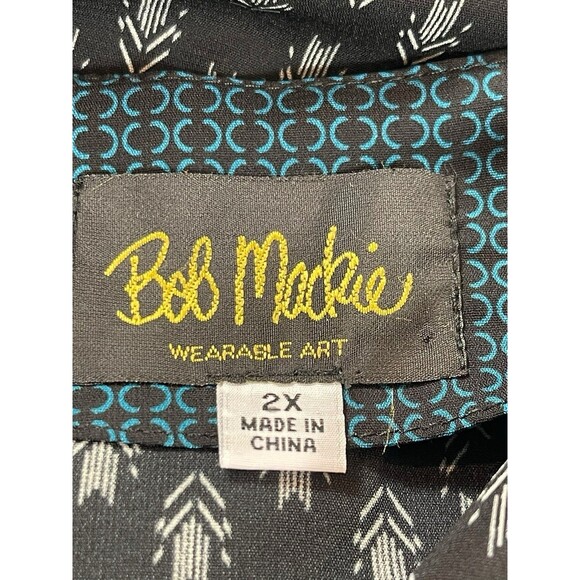 Bob Mackie
WEARABLE ART
2X
MADE IN
CHINA